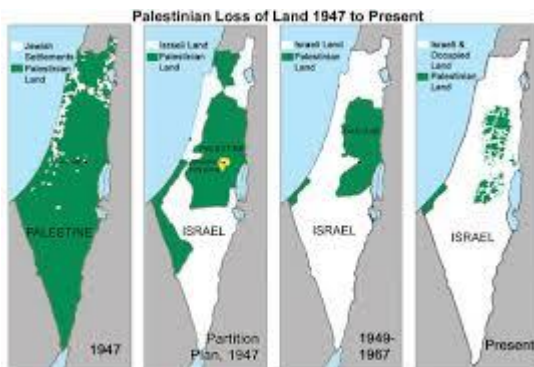 Palestinian Loss of Land 1947 to Present
Jewish
Settlements
Palestinian
Land
PALESTINE
1947
Israeli Land
Palestinian
Land
PALESTINE
ISRAEL
Partition
Plan, 1947
Israeli Land
Palestinian
Land
ISRAEL
1949-
1967
Israeli &
Occupied
Land
Palestinian
Land
ISRAEL
Present